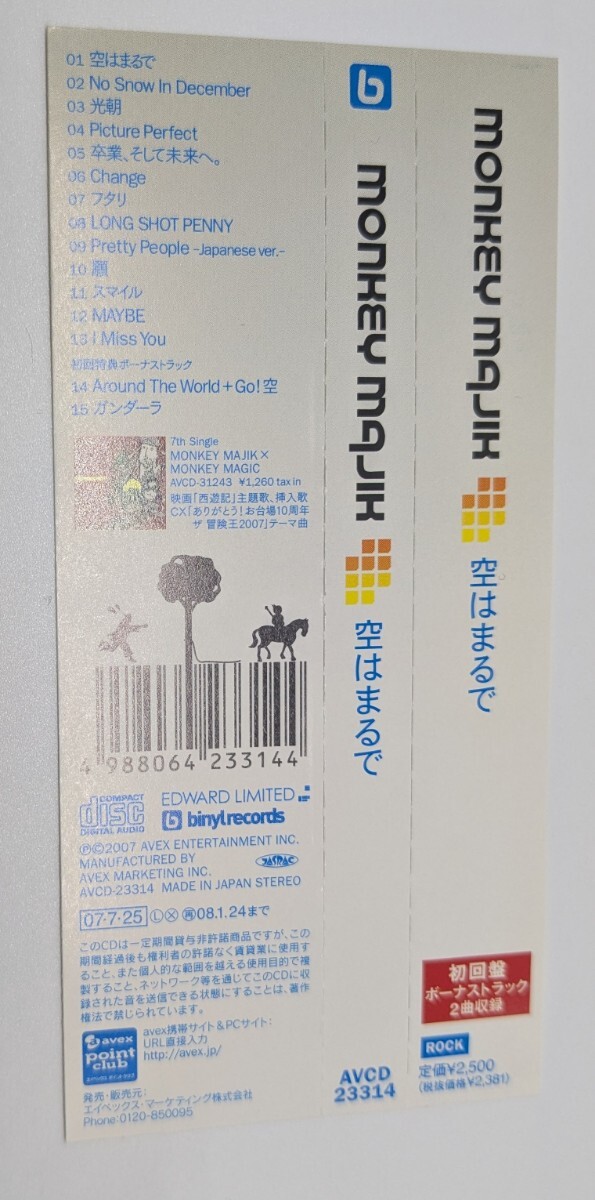 01 空はまるで
02 No Snow In December
03 光朝
04 Picture Perfect
05 卒業、そして未来へ。
06 Change
07 フタリ
08 LONG SHOT PENNY
09 Pretty People -Japanese ver.-
10 願
11 スマイル
12 MAYBE
13 I Miss You
初回特典ボーナストラック
14 Around The World+Go!空
15 ガンダーラ
7th Single
MONKEY MAJIK×
MONKEY MAGIC
AVCD-31243 ¥1,260 tax in
映画「西遊記」主題歌、挿入歌
CX「ありがとう!お台場10周年
ザ 冒険王2007」テーマ曲
4 988064 233144
COMPACT
disc
DIGITAL AUDIO
EDWARD LIMITED
b binylrecords
ⓅⒸ2007 AVEX ENTERTAINMENT INC.
MANUFACTURED BY
AVEX MARKETING INC.
JASRAC
AVCD-23314 MADE IN JAPAN STEREO
07・7・25 Ⓛⓧ ㊞08.1.24まで
このCDは一定期間貸与非許諾商品ですが、この
期間経過後も権利者の許諾なく賃貸業に使用す
ること、また個人的な範囲を越える使用目的で複
製すること、ネットワーク等を通じてこのCDに収
録された音を送信できる状態にすることは、著作
権法で禁じられています。
avex
point
club
avex携帯サイト&PCサイト:
URL直接入力
http://avex.jp/
発売・販売元:
エイベックス・マーケティング株式会社
Phone:0120-850095
b
MONKEY MAJIK
空はまるで
AVCD
23314
MONKEY MAJIK
空はまるで
初回盤
ボーナストラック
2曲収録
ROCK
定価¥2,500
(税抜価格¥2,381)